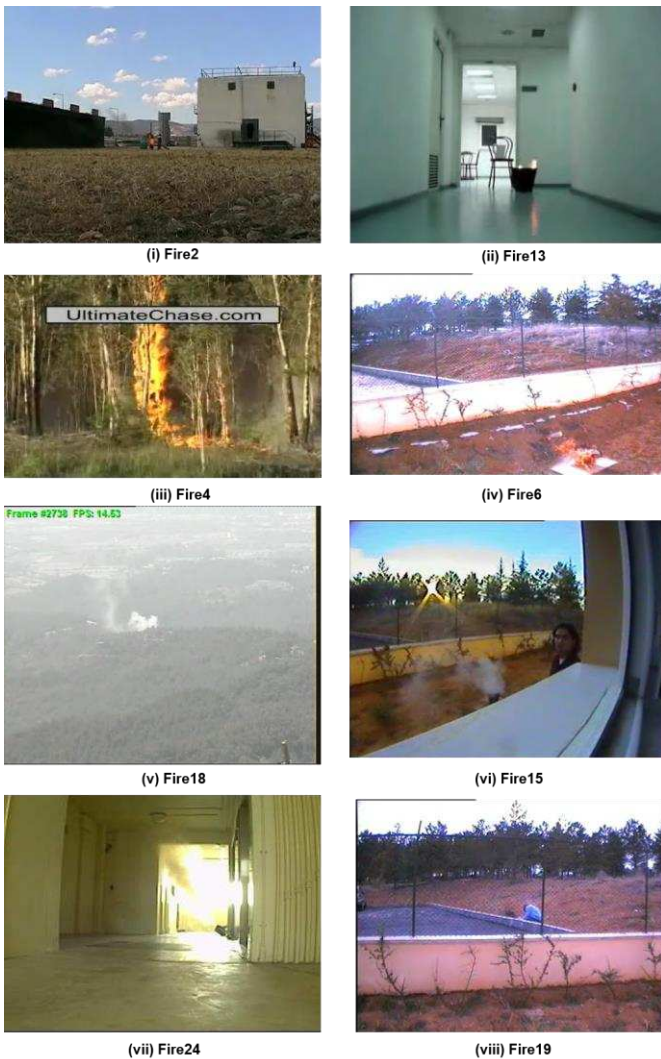 (i) Fire2
(ii) Fire13
UltimateChase.com
(iii) Fire4
(iv) Fire6
Frame #2738 FPS: 14.53
(v) Fire18
(vi) Fire15
(vii) Fire24
(viii) Fire19